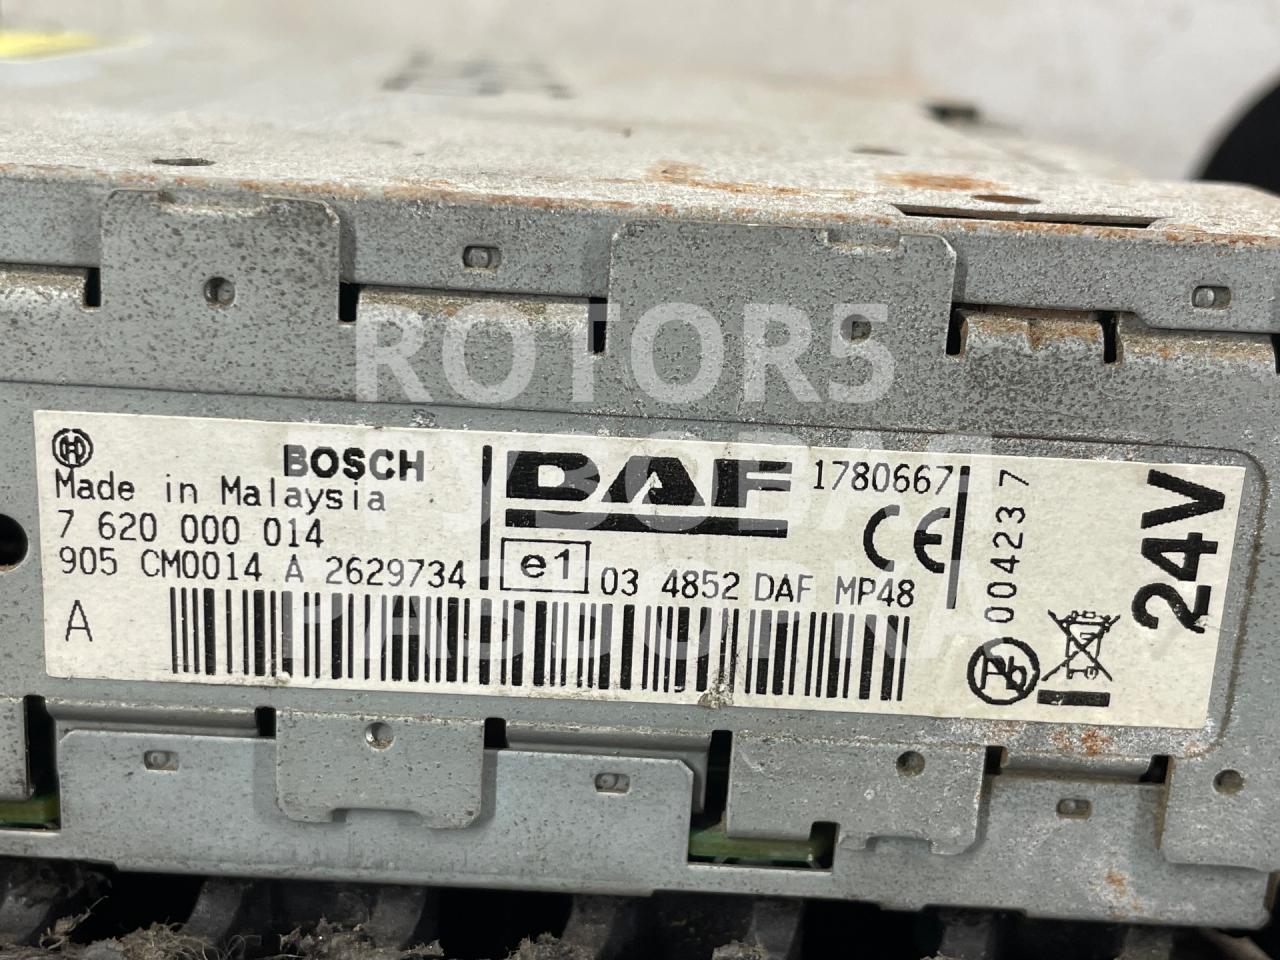 ROTORS
BOSCH
Made in Malaysia
7 620 000 014
905 CM0014 A 2629734
A
DAF 1780667
CE
e1 03 4852 DAF MP48
004237
24V
РАЗБОРКА